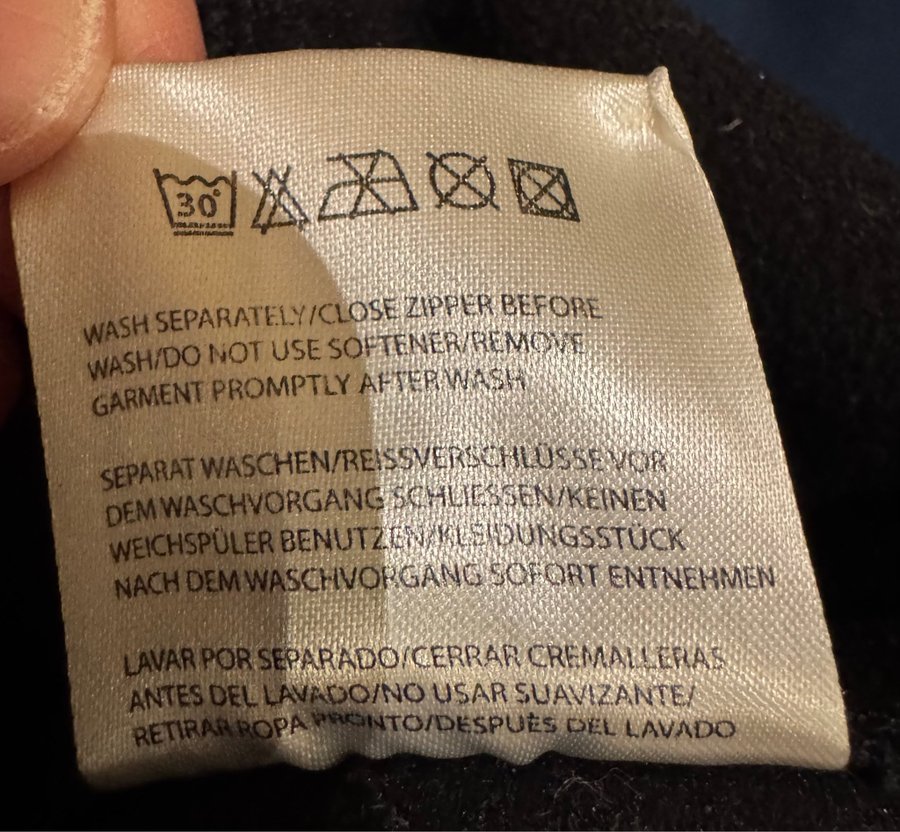 30°
WASH SEPARATELY/CLOSE ZIPPER BEFORE
WASH/DO NOT USE SOFTENER/REMOVE
GARMENT PROMPTLY AFTER WASH
SEPARAT WASCHEN/REISSVERSCHLÜSSE VOR
DEM WASCHVORGANG SCHLIESSEN/KEINEN
WEICHSPÜLER BENUTZEN/KLEIDUNGSSTÜCK
NACH DEM WASCHVORGANG SOFORT ENTNEHMEN
LAVAR POR SEPARADO/CERRAR CREMALLERAS
ANTES DEL LAVADO/NO USAR SUAVIZANTE/
RETIRAR ROPA PRONTO/DESPUÉS DEL LAVADO